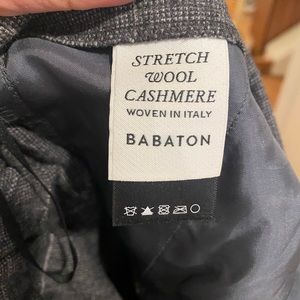 STRETCH
WOOL
CASHMERE
WOVEN IN ITALY
BABATON